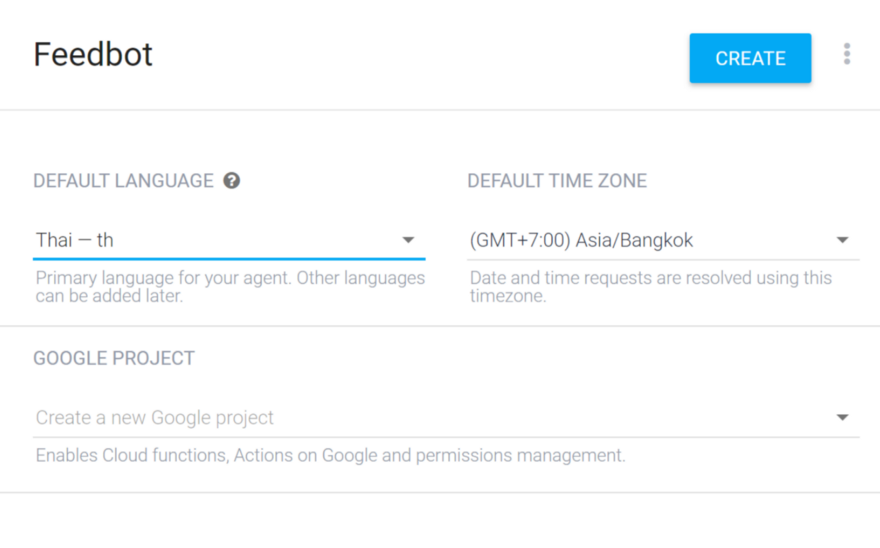 Feedbot
CREATE
DEFAULT LANGUAGE
DEFAULT TIME ZONE
Thai — th
(GMT+7:00) Asia/Bangkok
Primary language for your agent. Other languages
can be added later.
Date and time requests are resolved using this
timezone.
GOOGLE PROJECT
Create a new Google project
Enables Cloud functions, Actions on Google and permissions management.